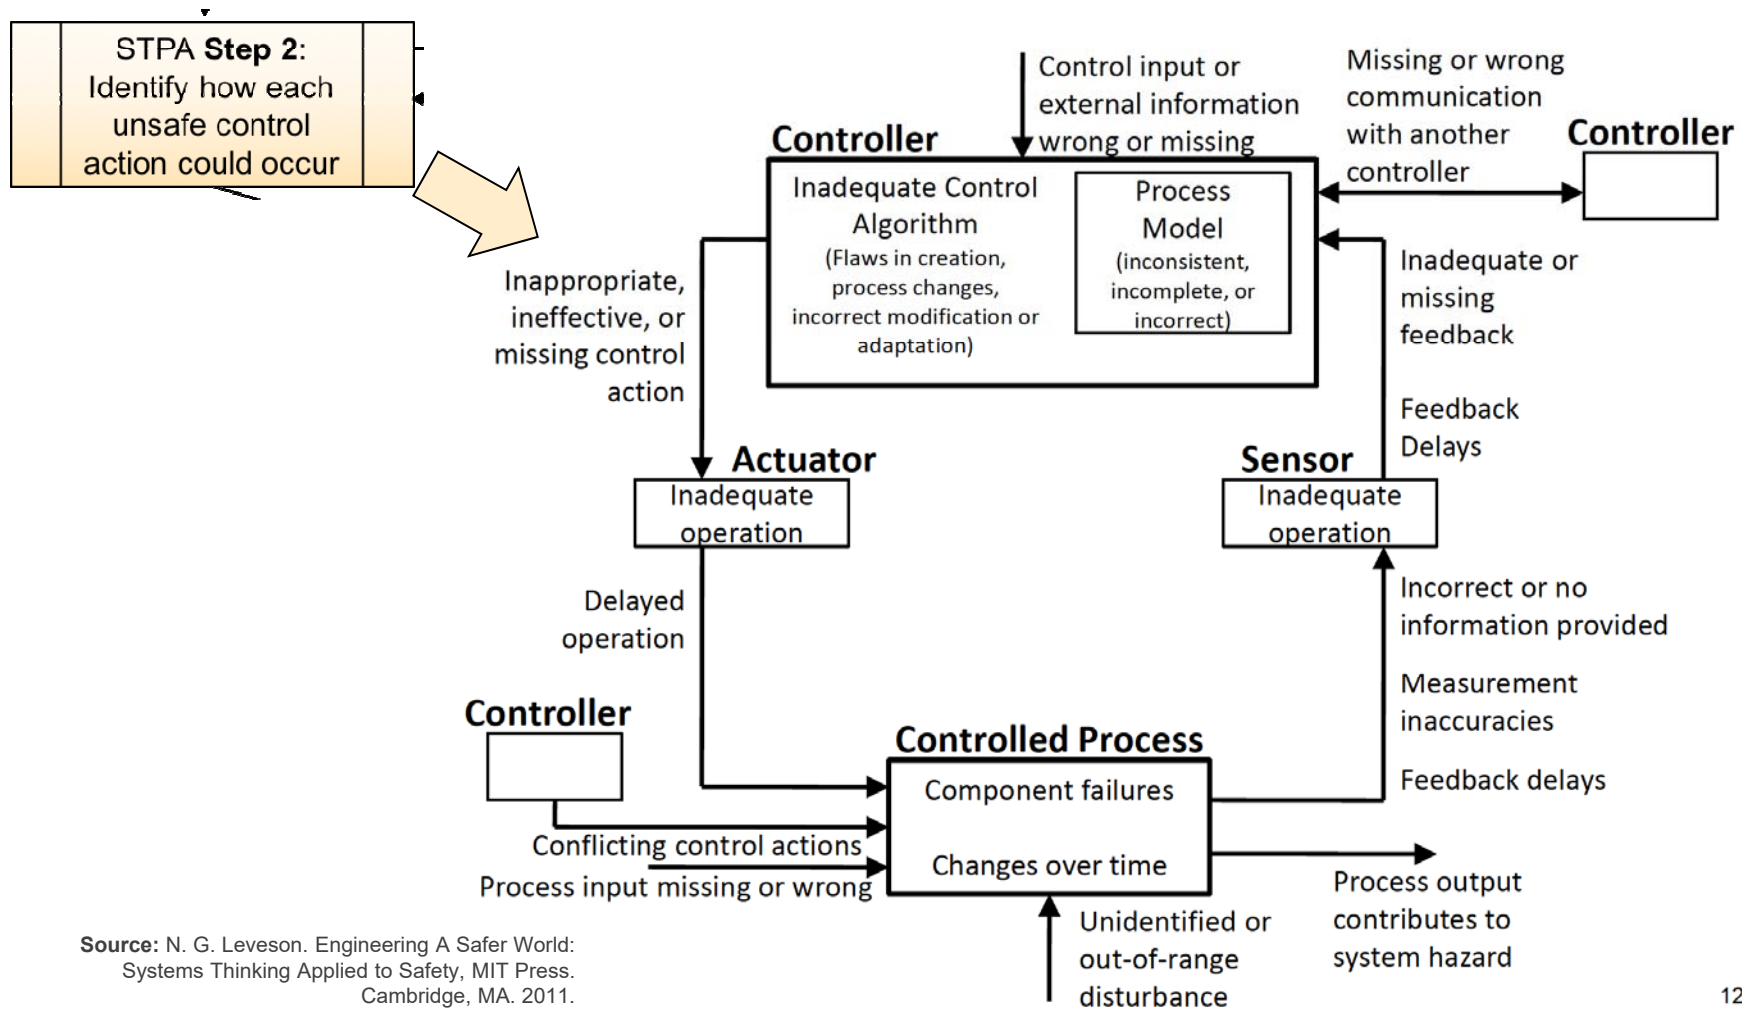 STPA Step 2:
Identify how each
unsafe control
action could occur
Control input or
external information
wrong or missing
Missing or wrong
communication
with another
controller
Controller
Controller
Inadequate Control
Algorithm
(Flaws in creation,
process changes,
incorrect modification or
adaptation)
Process
Model
(inconsistent,
incomplete, or
incorrect)
Inappropriate,
ineffective, or
missing control
action
Inadequate or
missing
feedback
Feedback
Delays
Actuator
Inadequate
operation
Sensor
Inadequate
operation
Delayed
operation
Incorrect or no
information provided
Measurement
inaccuracies
Feedback delays
Controller
Controlled Process
Component failures
Changes over time
Conflicting control actions
Process input missing or wrong
Unidentified or
out-of-range
disturbance
Process output
contributes to
system hazard
Source: N. G. Leveson. Engineering A Safer World:
Systems Thinking Applied to Safety, MIT Press.
Cambridge, MA. 2011.
12